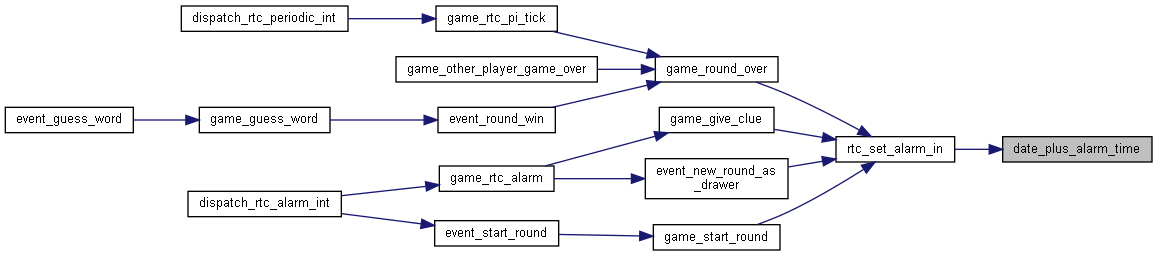 dispatch_rtc_periodic_int
game_rtc_pi_tick
game_other_player_game_over
game_round_over
event_guess_word
game_guess_word
event_round_win
game_give_clue
rtc_set_alarm_in
date_plus_alarm_time
event_new_round_as
_drawer
game_rtc_alarm
dispatch_rtc_alarm_int
event_start_round
game_start_round